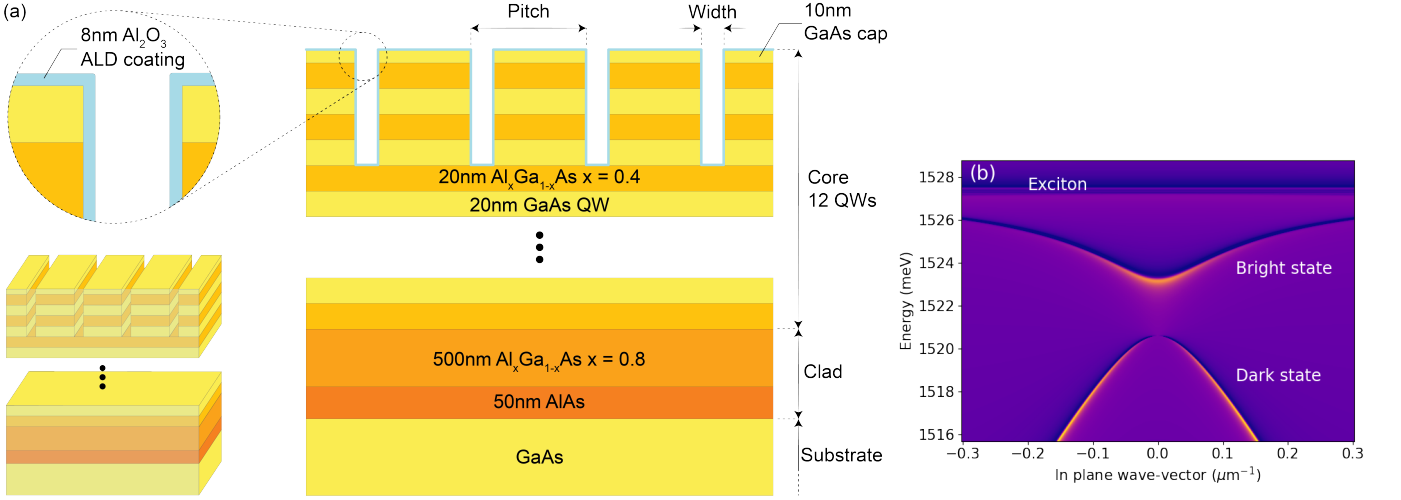 (a)
8nm Al₂O₃
ALD coating
Pitch
Width
10nm
GaAs cap
20nm AlₓGa₁₋ₓAs x = 0.4
20nm GaAs QW
Core
12 QWs
500nm AlₓGa₁₋ₓAs x = 0.8
Clad
50nm AlAs
GaAs
Substrate
(b)
Exciton
Bright state
Dark state
Energy (meV)
1528
1526
1524
1522
1520
1518
1516
−0.3 −0.2 −0.1 0.0 0.1 0.2 0.3
In plane wave-vector (μm⁻¹)